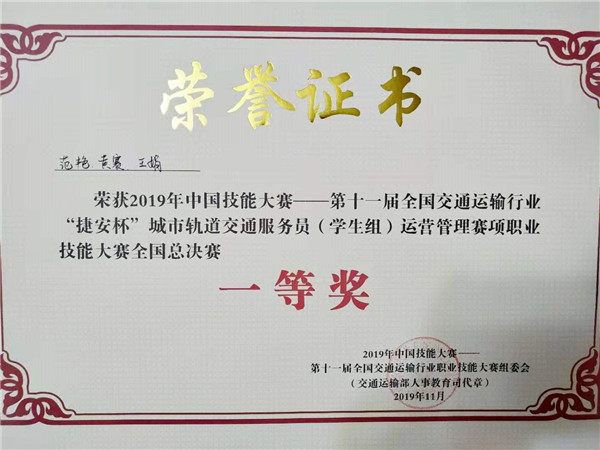 荣誉证书
范艳 黄赛 王娟
荣获2019年中国技能大赛——第十一届全国交通运输行业
“捷安杯”城市轨道交通服务员（学生组）运营管理赛项职业
技能大赛全国总决赛
一等奖
2019年中国技能大赛——
第十一届全国交通运输行业职业技能大赛组委会
（交通运输部人事教育司代章）
2019年11月